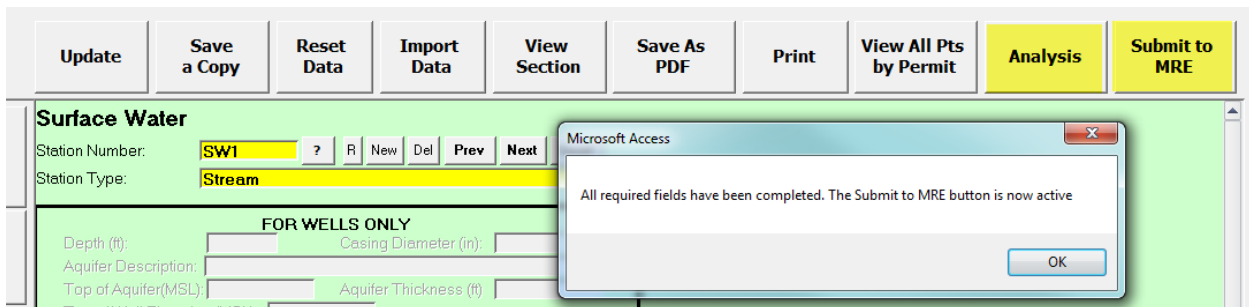 Update
Save
a Copy
Reset
Data
Import
Data
View
Section
Save As
PDF
Print
View All Pts
by Permit
Analysis
Submit to
MRE
Surface Water
Station Number: SW1 ? R New Del Prev Next
Station Type: Stream
FOR WELLS ONLY
Depth (ft): Casing Diameter (in):
Aquifer Description:
Top of Aquifer(MSL): Aquifer Thickness (ft)
Microsoft Access
All required fields have been completed. The Submit to MRE button is now active
OK